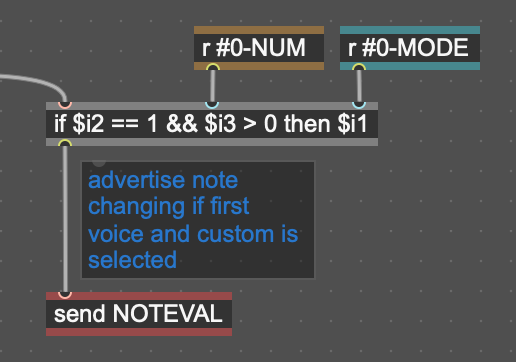 r #0-NUM
r #0-MODE
if $i2 == 1 && $i3 > 0 then $i1
advertise note
changing if first
voice and custom is
selected
send NOTEVAL